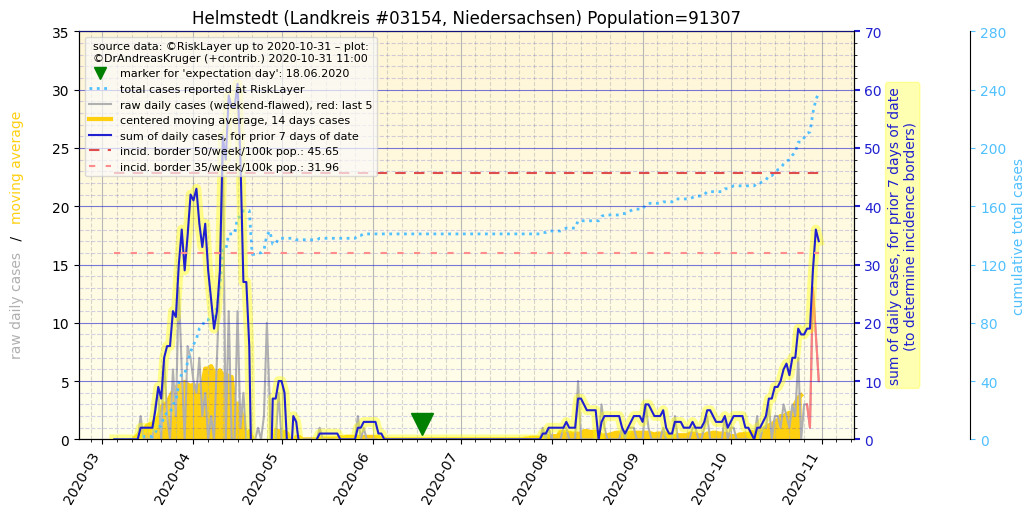 Helmstedt (Landkreis #03154, Niedersachsen) Population=91307
source data: ©RiskLayer up to 2020-10-31 – plot:
©DrAndreasKruger (+contrib.) 2020-10-31 11:00
marker for 'expectation day': 18.06.2020
total cases reported at RiskLayer
raw daily cases (weekend-flawed), red: last 5
centered moving average, 14 days cases
sum of daily cases, for prior 7 days of date
incid. border 50/week/100k pop.: 45.65
incid. border 35/week/100k pop.: 31.96
raw daily cases / moving average
35
30
25
20
15
10
5
0
2020-03
2020-04
2020-05
2020-06
2020-07
2020-08
2020-09
2020-10
2020-11
70
60
50
40
30
20
10
0
sum of daily cases, for prior 7 days of date
(to determine incidence borders)
280
240
200
160
120
80
40
0
cumulative total cases